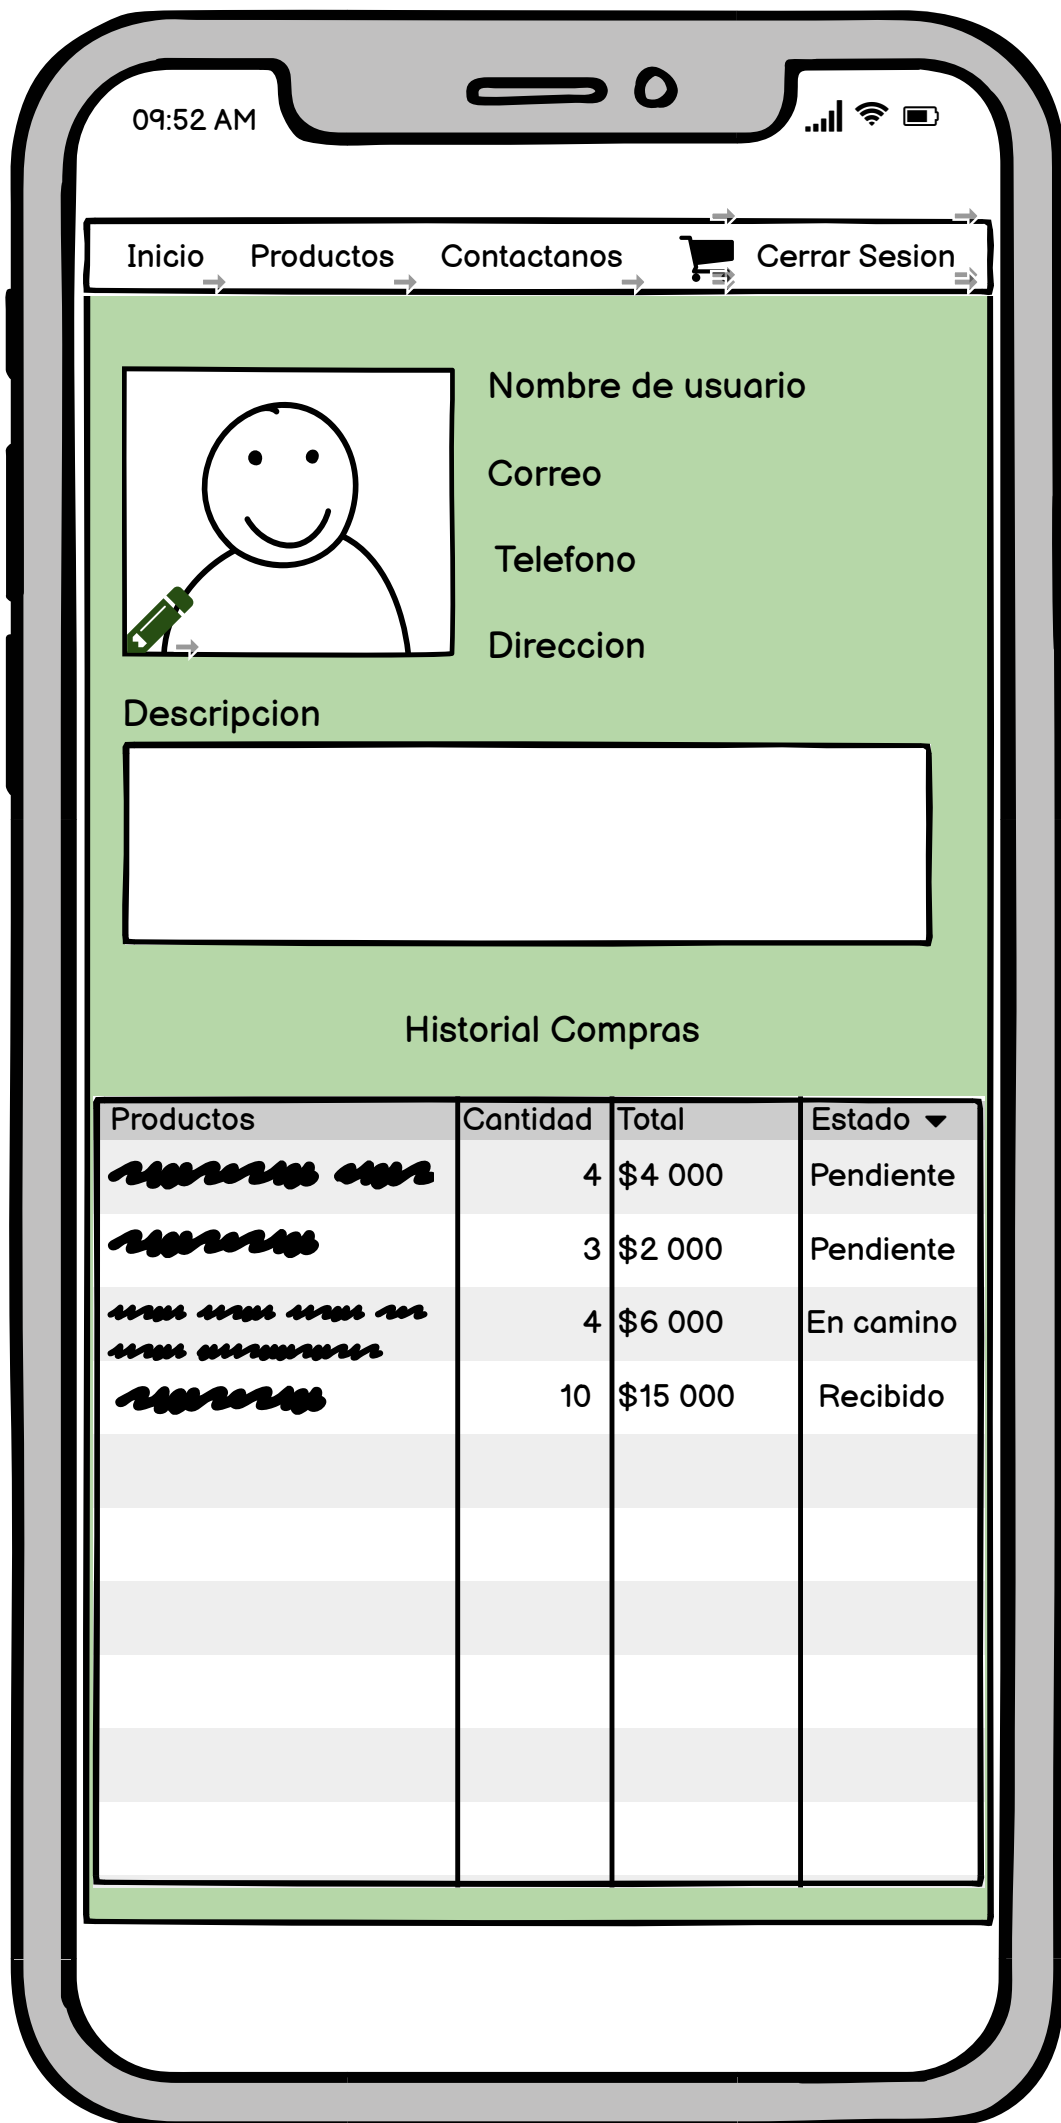 09:52 AM
Inicio Productos Contactanos Cerrar Sesion
Nombre de usuario
Correo
Telefono
Direccion
Descripcion
Historial Compras
Productos Cantidad Total Estado
4 $4 000 Pendiente
3 $2 000 Pendiente
4 $6 000 En camino
10 $15 000 Recibido